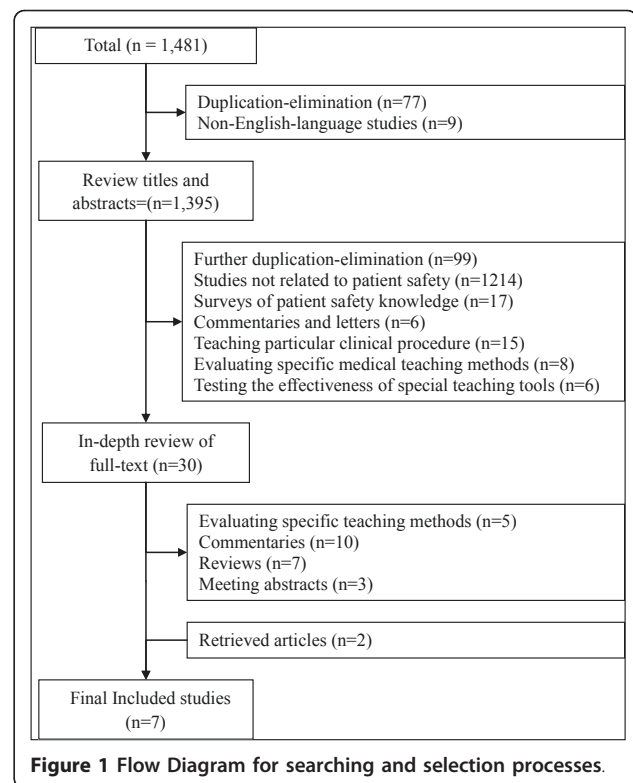 Total (n = 1,481)
Duplication-elimination (n=77)
Non-English-language studies (n=9)
Review titles and
abstracts=(n=1,395)
Further duplication-elimination (n=99)
Studies not related to patient safety (n=1214)
Surveys of patient safety knowledge (n=17)
Commentaries and letters (n=6)
Teaching particular clinical procedure (n=15)
Evaluating specific medical teaching methods (n=8)
Testing the effectiveness of special teaching tools (n=6)
In-depth review of
full-text (n=30)
Evaluating specific teaching methods (n=5)
Commentaries (n=10)
Reviews (n=7)
Meeting abstracts (n=3)
Retrieved articles (n=2)
Final Included studies
(n=7)
Figure 1 Flow Diagram for searching and selection processes.